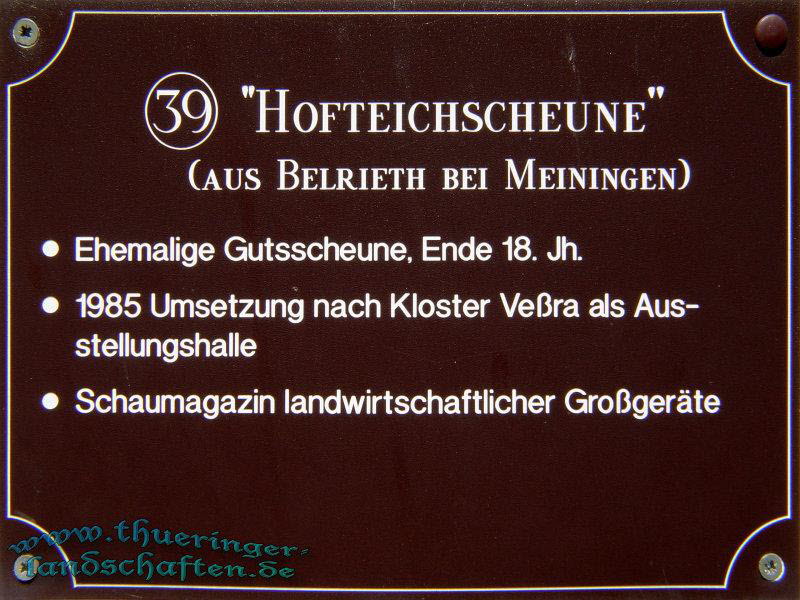 39 "HOFTEICHSCHEUNE"
(AUS BELRIETH BEI MEININGEN)
• Ehemalige Gutsscheune, Ende 18. Jh.
• 1985 Umsetzung nach Kloster Veßra als Aus-
stellungshalle
• Schaumagazin landwirtschaftlicher Großgeräte
www.thueringer-
landschaften.de